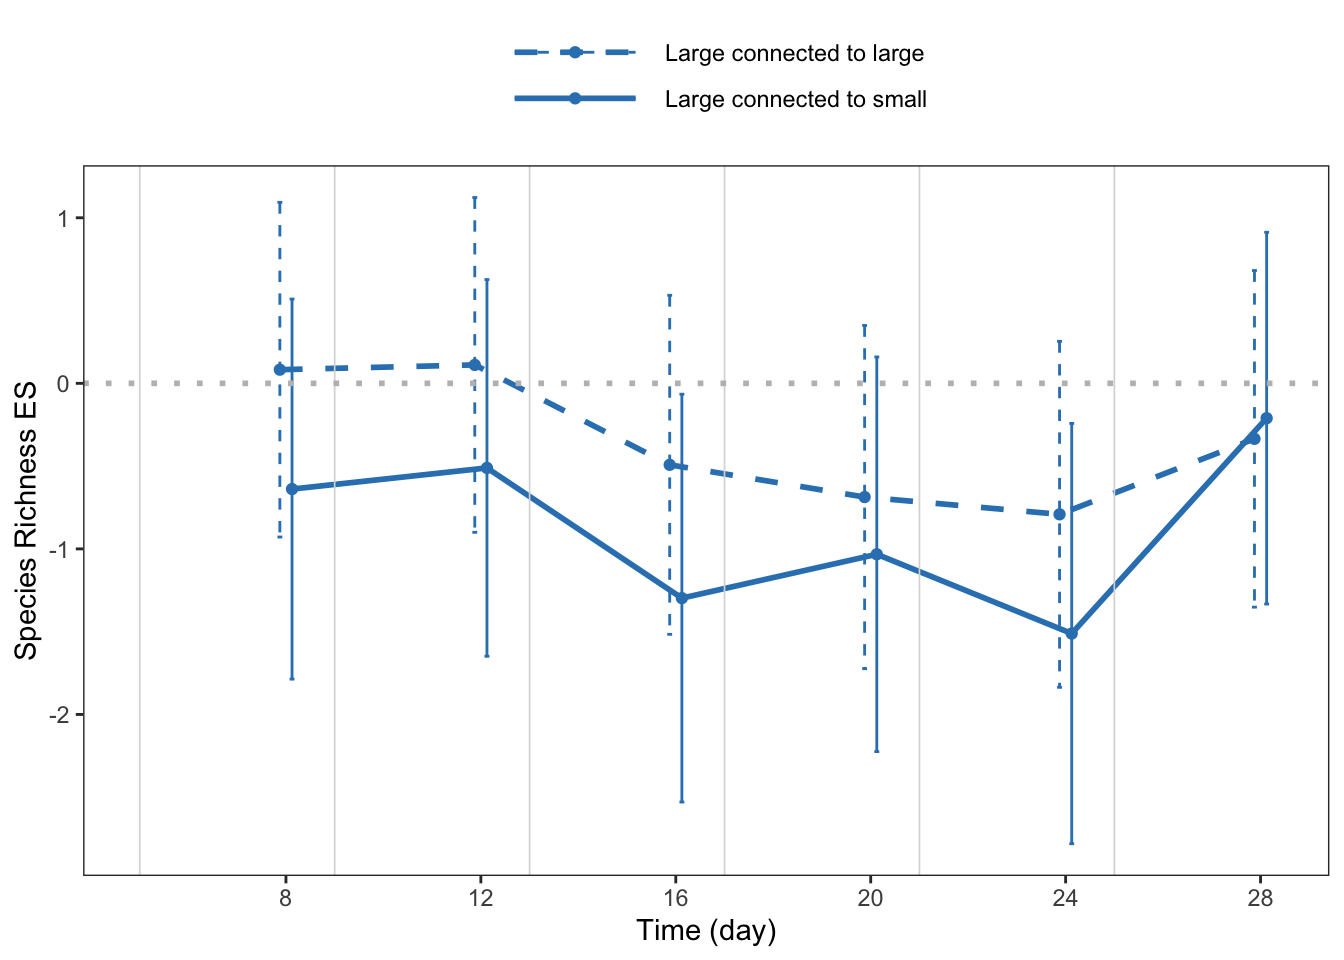 Large connected to large
Large connected to small
Species Richness ES
1
0
-1
-2
8 12 16 20 24 28
Time (day)